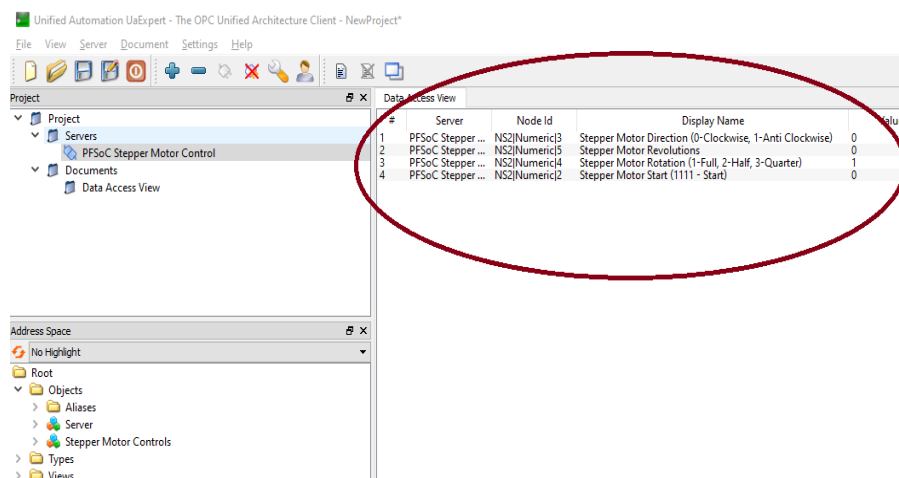 Unified Automation UaExpert - The OPC Unified Architecture Client - NewProject*
File View Server Document Settings Help
Project
Project
Servers
PFSoC Stepper Motor Control
Documents
Data Access View
Data Access View
# Server Node Id Display Name
1 PFSoC Stepper ... NS2|Numeric|3 Stepper Motor Direction (0-Clockwise, 1-Anti Clockwise) 0
2 PFSoC Stepper ... NS2|Numeric|5 Stepper Motor Revolutions 0
3 PFSoC Stepper ... NS2|Numeric|4 Stepper Motor Rotation (1-Full, 2-Half, 3-Quarter) 1
4 PFSoC Stepper ... NS2|Numeric|2 Stepper Motor Start (1111 - Start) 0
Address Space
No Highlight
Root
Objects
Aliases
Server
Stepper Motor Controls
Types
Views